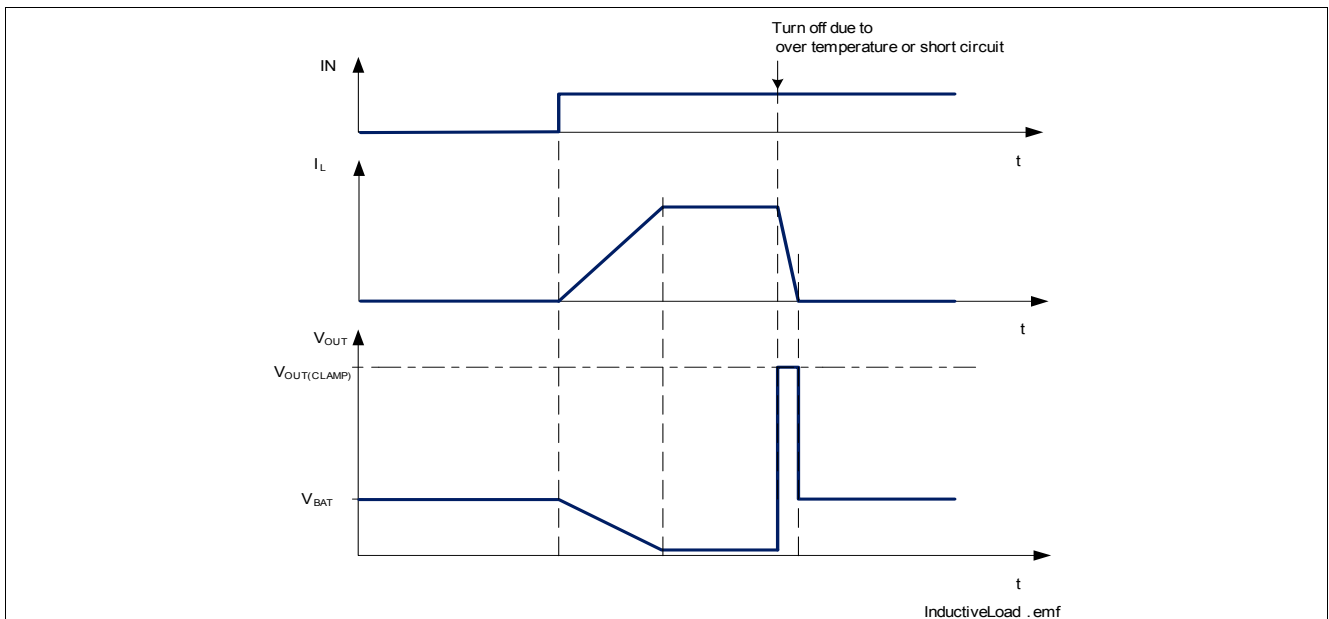 Turn off due to
over temperature or short circuit
IN
t
IL
t
VOUT
VOUT(CLAMP)
VBAT
t
InductiveLoad .emf